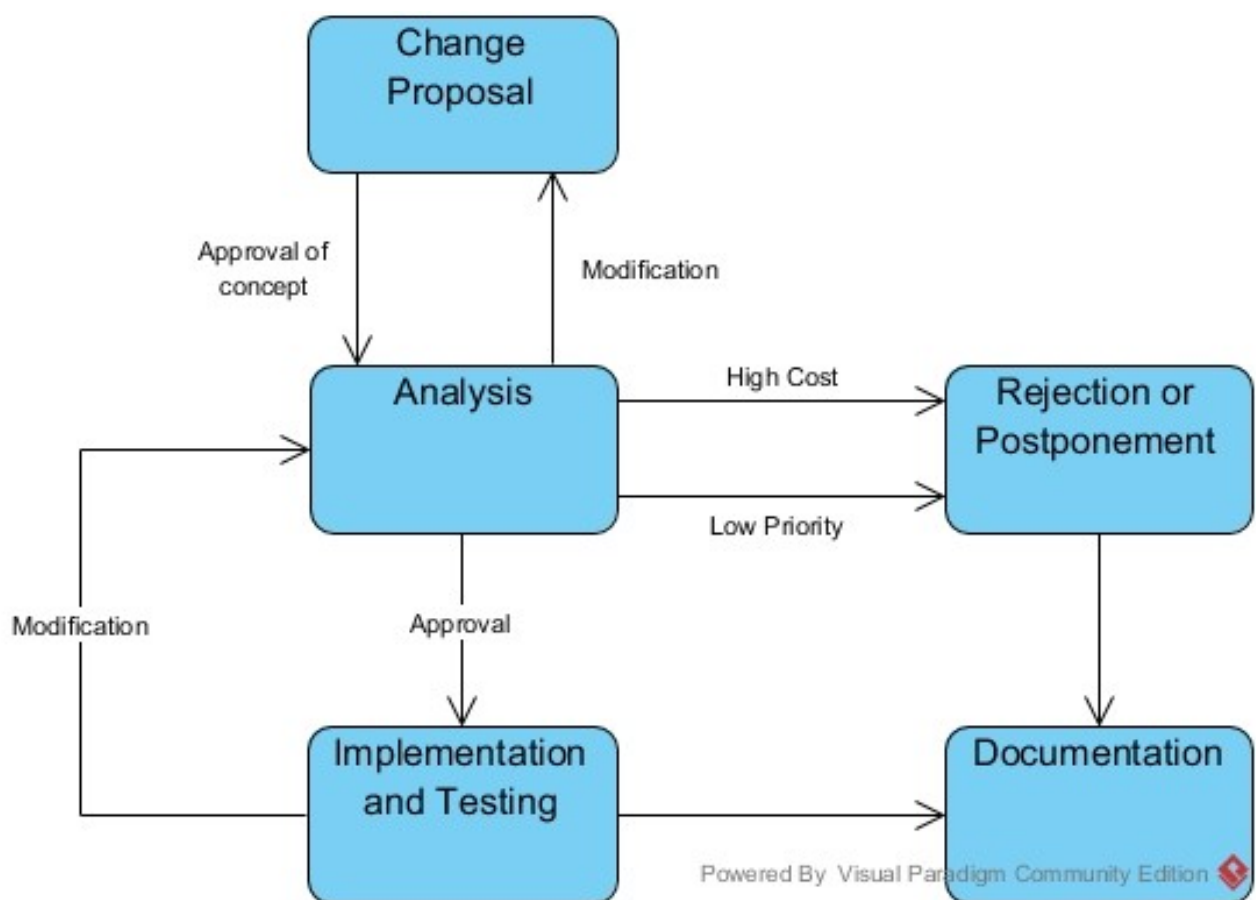 Change
Proposal
Approval of
concept
Modification
Analysis
High Cost
Rejection or
Postponement
Low Priority
Modification
Approval
Implementation
and Testing
Documentation
Powered By Visual Paradigm Community Edition